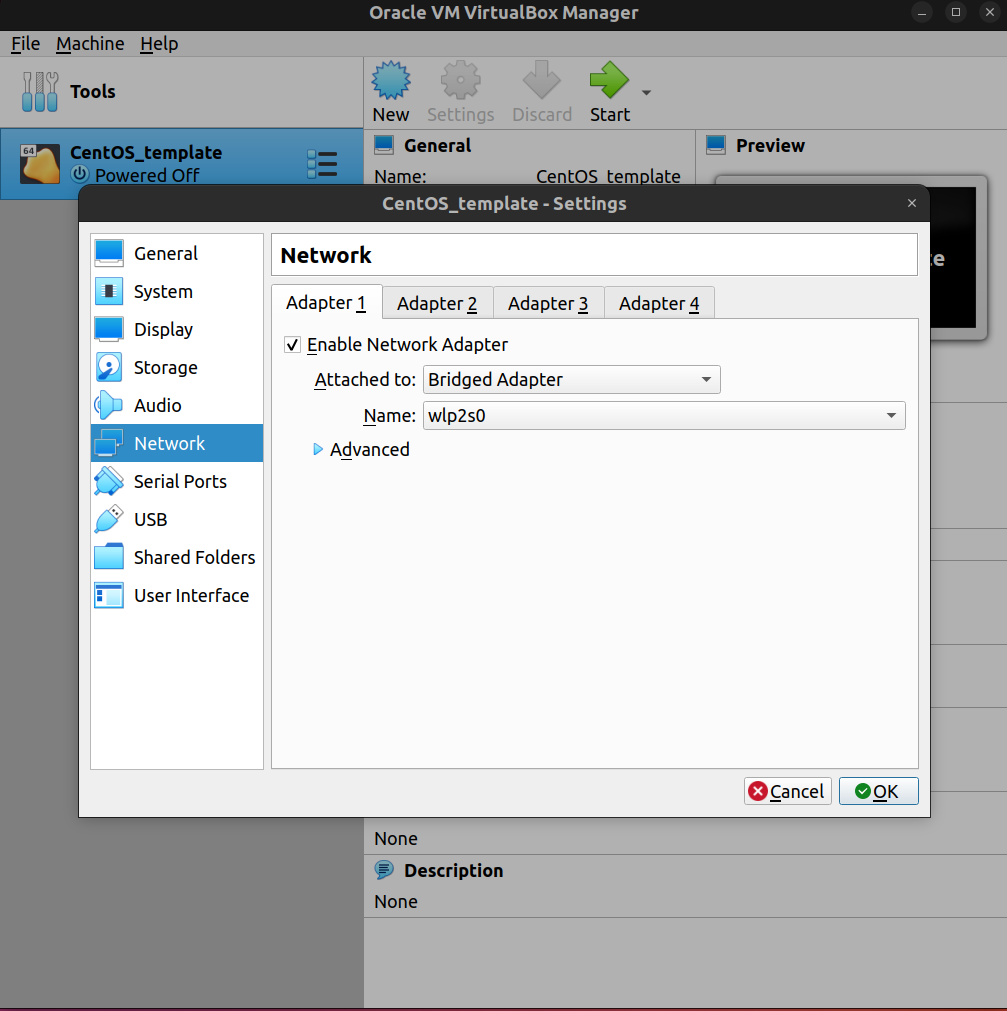 Oracle VM VirtualBox Manager
File Machine Help
Tools
New Settings Discard Start
64
CentOS_template
Powered Off
General
Name: CentOS_template
Preview
CentOS_template - Settings
General
System
Display
Storage
Audio
Network
Serial Ports
USB
Shared Folders
User Interface
Network
Adapter 1 Adapter 2 Adapter 3 Adapter 4
Enable Network Adapter
Attached to: Bridged Adapter
Name: wlp2s0
Advanced
Cancel OK
None
Description
None